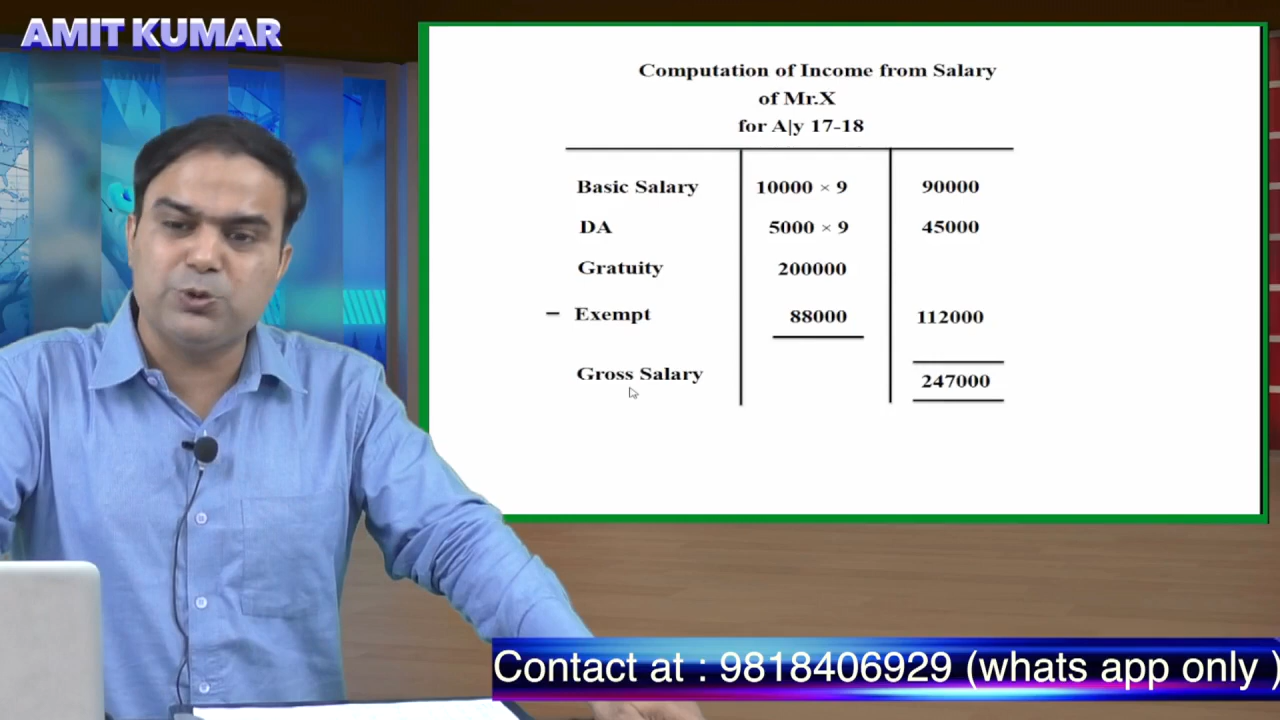 AMIT KUMAR
Computation of Income from Salary
of Mr.X
for A|y 17-18
Basic Salary 10000 × 9 90000
DA 5000 × 9 45000
Gratuity 200000
− Exempt 88000 112000
Gross Salary 247000
Contact at : 9818406929 (whats app only )